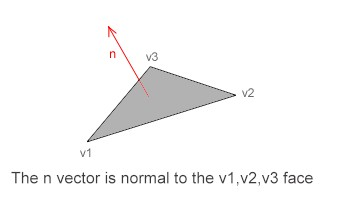 n
v3
v2
v1
The n vector is normal to the v1,v2,v3 face